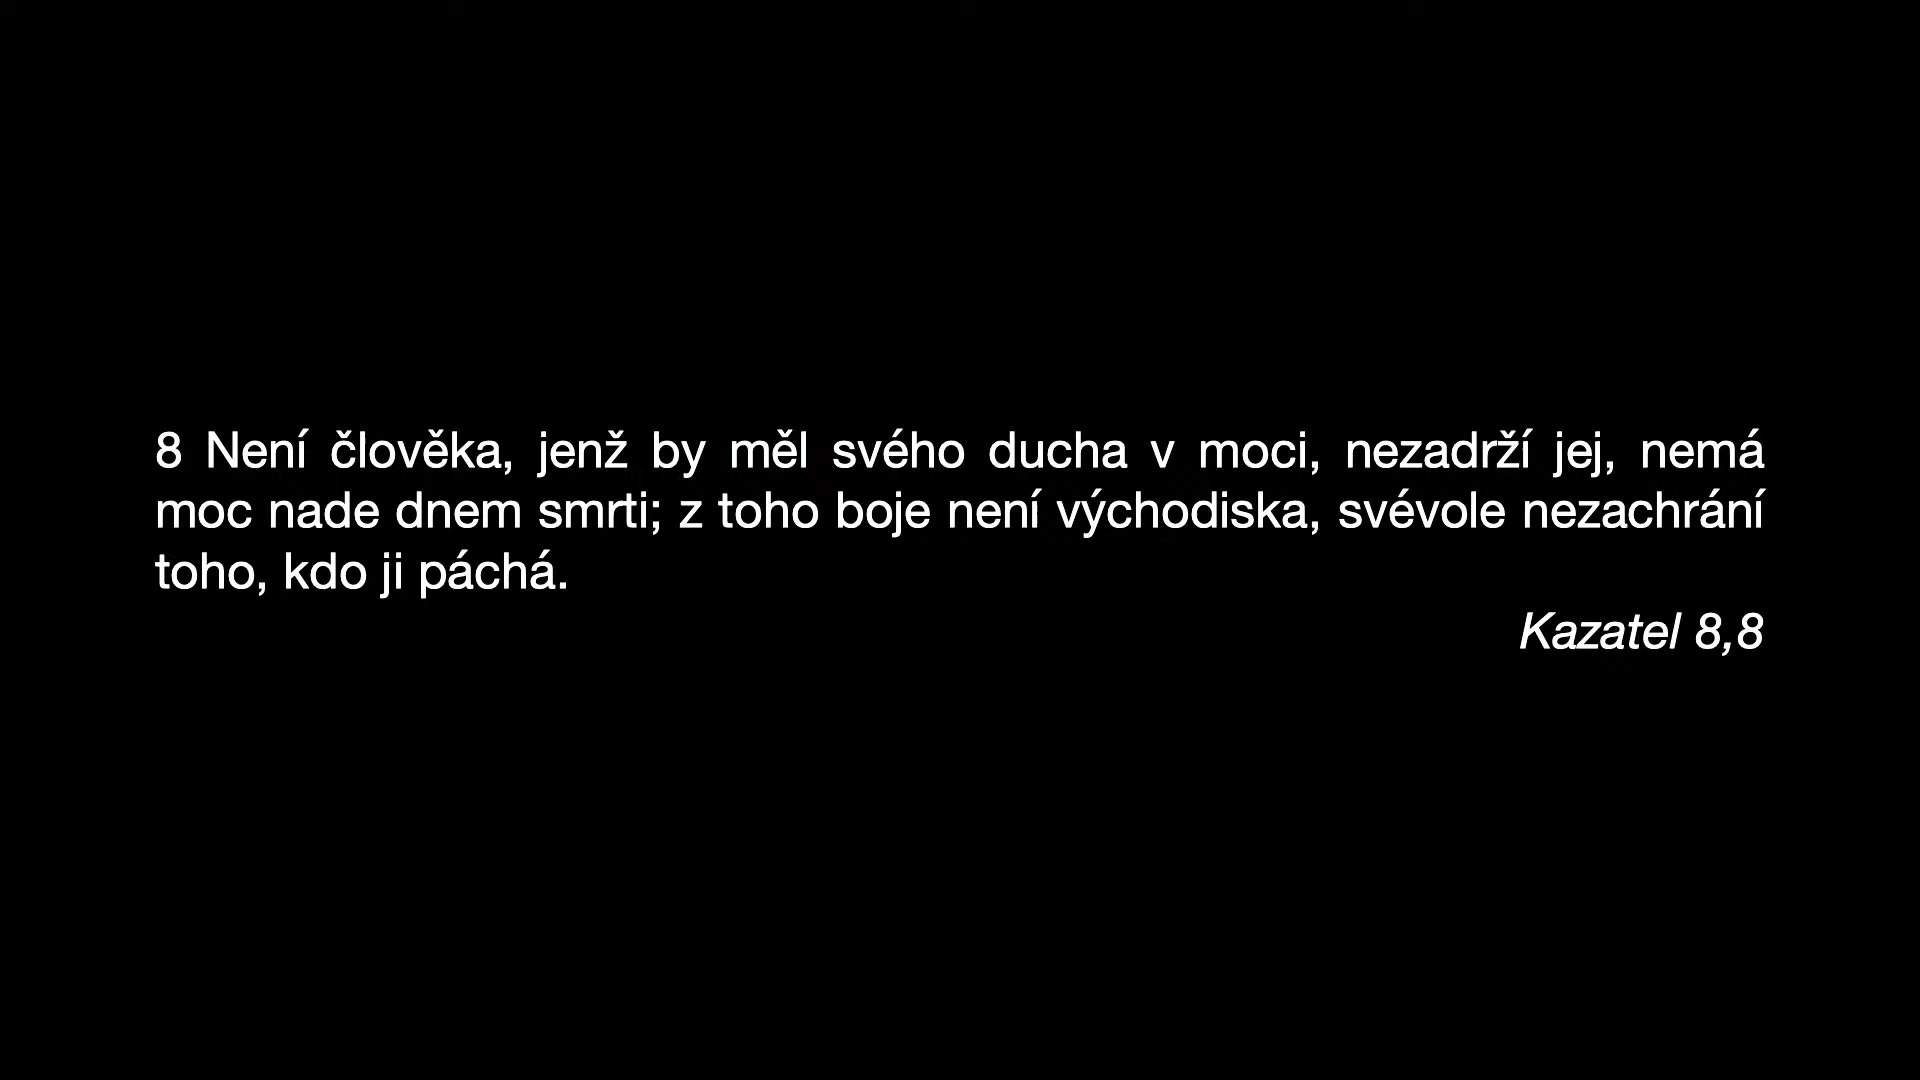 8 Není člověka, jenž by měl svého ducha v moci, nezadrží jej, nemá
moc nade dnem smrti; z toho boje není východiska, svévole nezachrání
toho, kdo ji páchá.
Kazatel 8,8